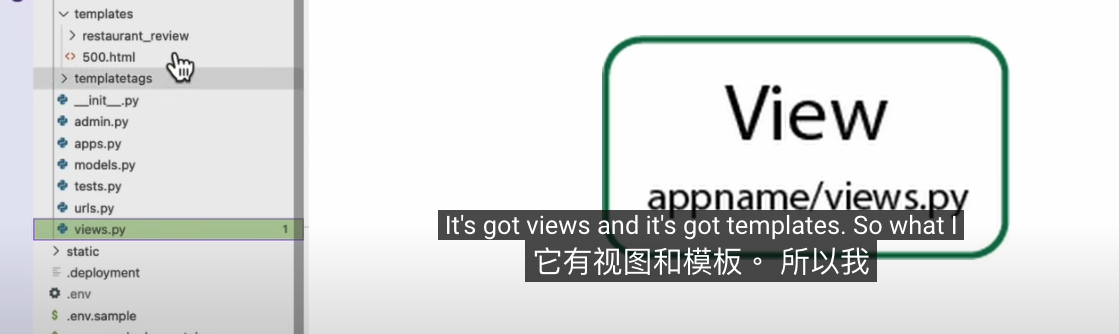 templates
restaurant_review
500.html
templatetags
__init__.py
admin.py
apps.py
models.py
tests.py
urls.py
views.py 1
static
.deployment
.env
.env.sample
View
appname/views.py
It's got views and it's got templates. So what I
它有视图和模板。 所以我